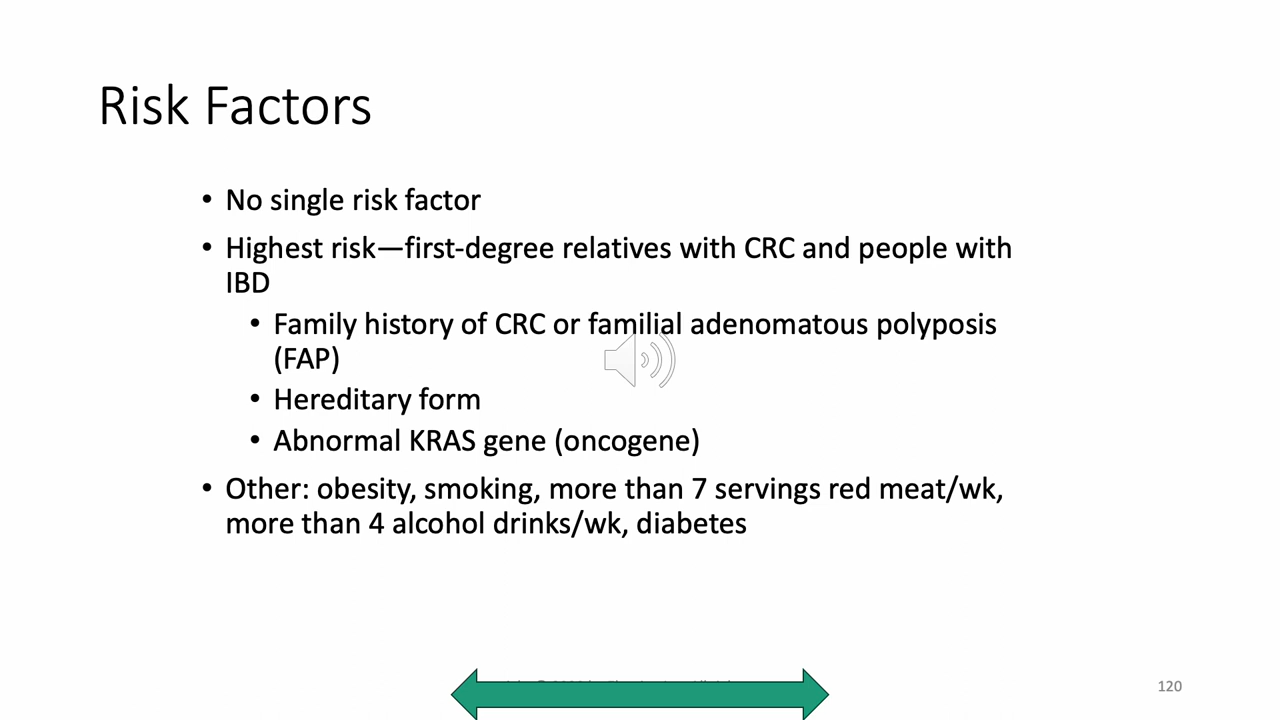 Risk Factors
• No single risk factor
• Highest risk—first-degree relatives with CRC and people with
IBD
• Family history of CRC or familial adenomatous polyposis
(FAP)
• Hereditary form
• Abnormal KRAS gene (oncogene)
• Other: obesity, smoking, more than 7 servings red meat/wk,
more than 4 alcohol drinks/wk, diabetes
120